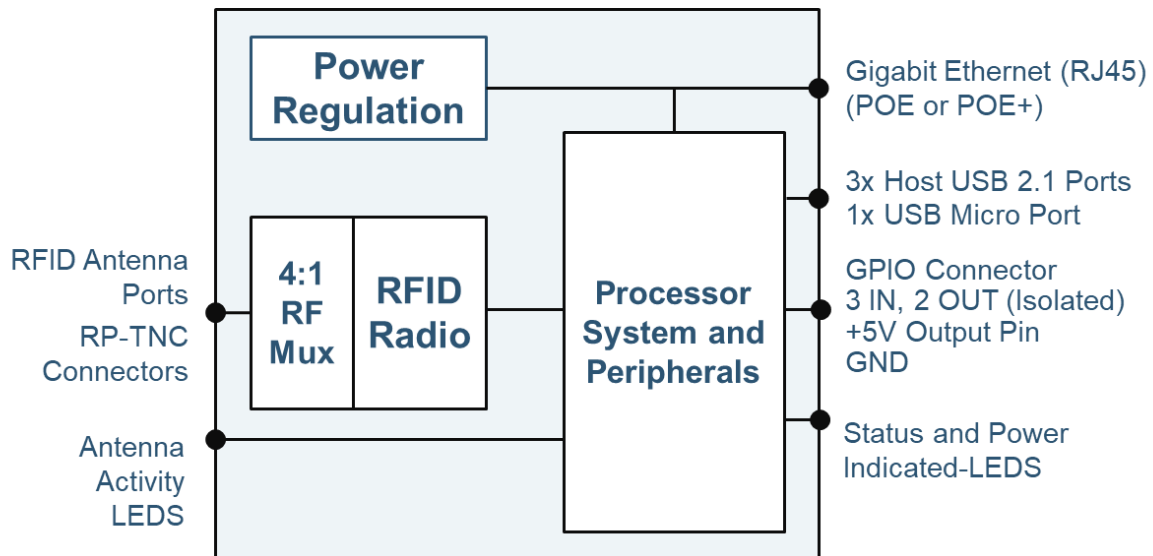 Power
Regulation
Gigabit Ethernet (RJ45)
(POE or POE+)
3x Host USB 2.1 Ports
1x USB Micro Port
RFID Antenna
Ports
RP-TNC
Connectors
4:1
RF
Mux
RFID
Radio
Processor
System and
Peripherals
GPIO Connector
3 IN, 2 OUT (Isolated)
+5V Output Pin
GND
Antenna
Activity
LEDS
Status and Power
Indicated-LEDS